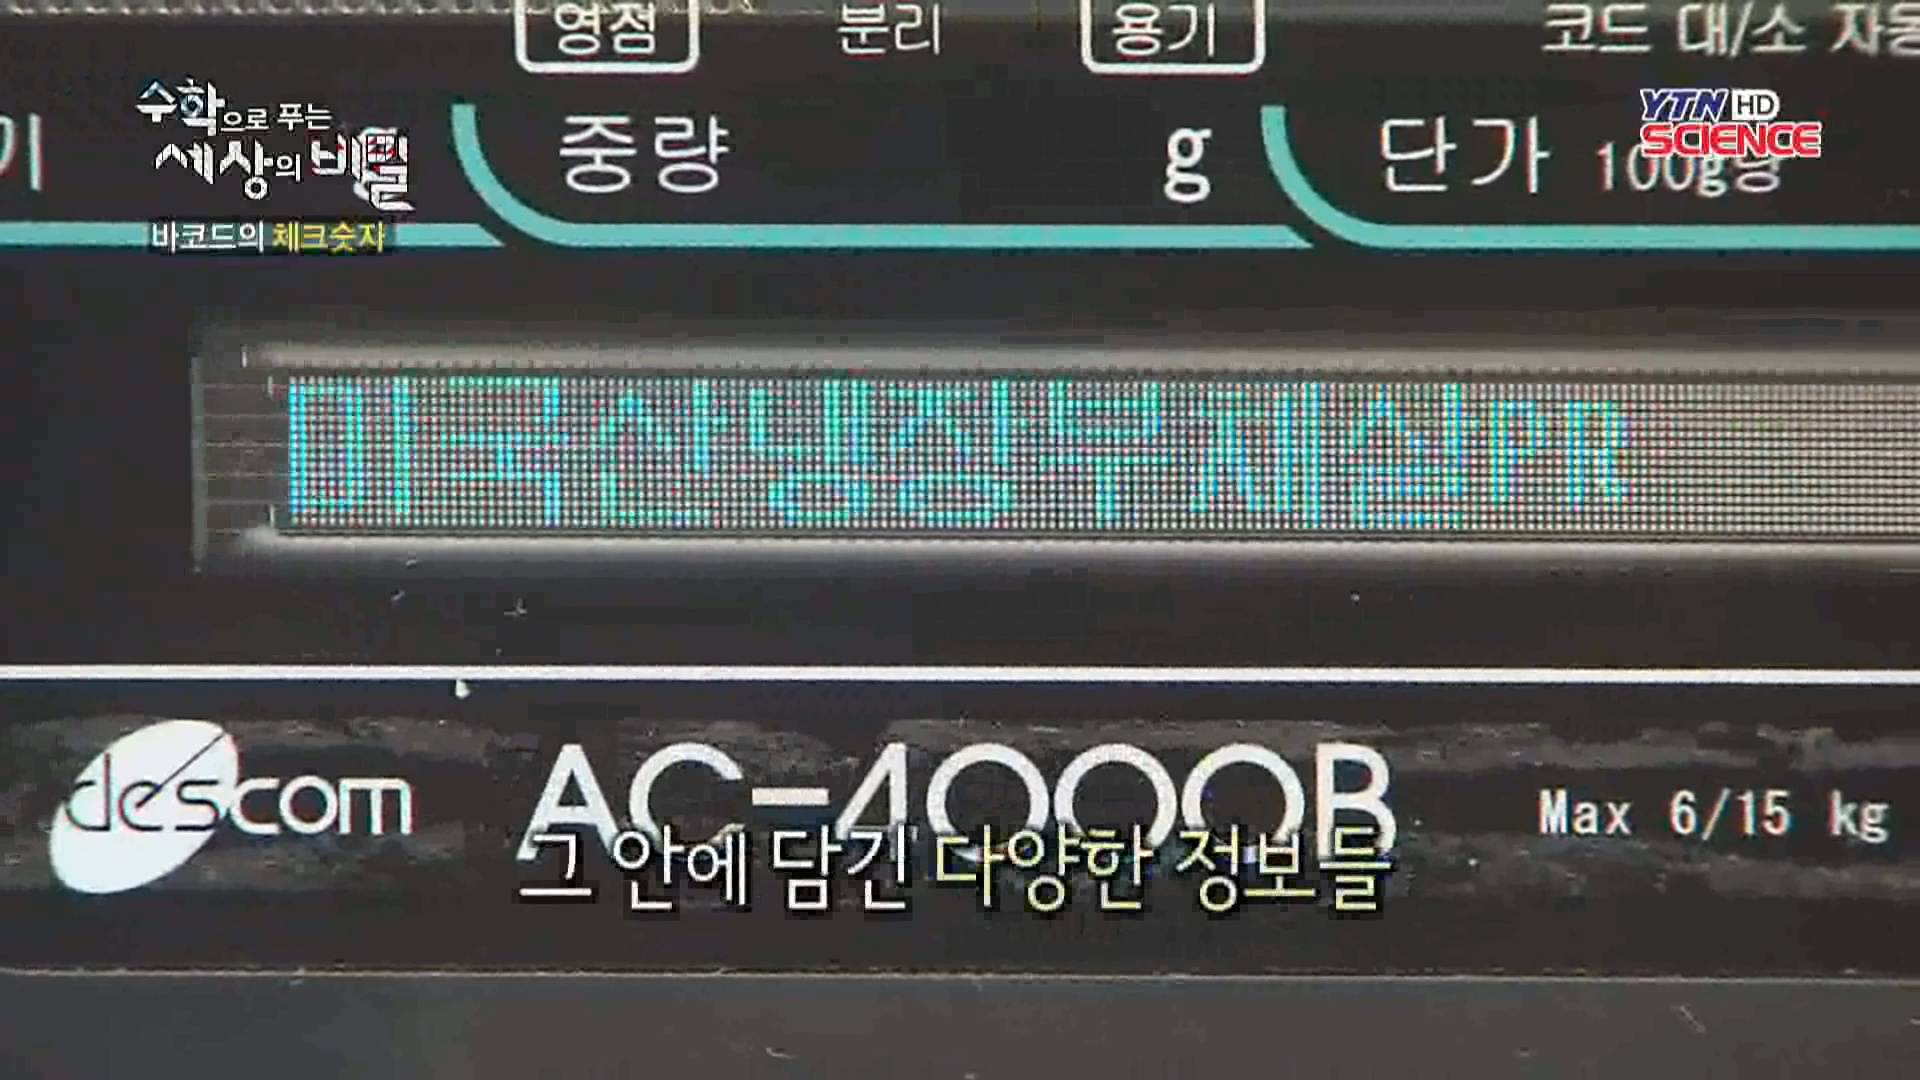 영점 분리 용기 코드 대/소 자동
수학으로 푸는
세상의 비밀
바코드의 체크숫자
YTN HD
SCIENCE
기 중량 g 단가 100g당
미국산냉장부채살PR
descom AC-4000B Max 6/15 kg
그 안에 담긴 다양한 정보들